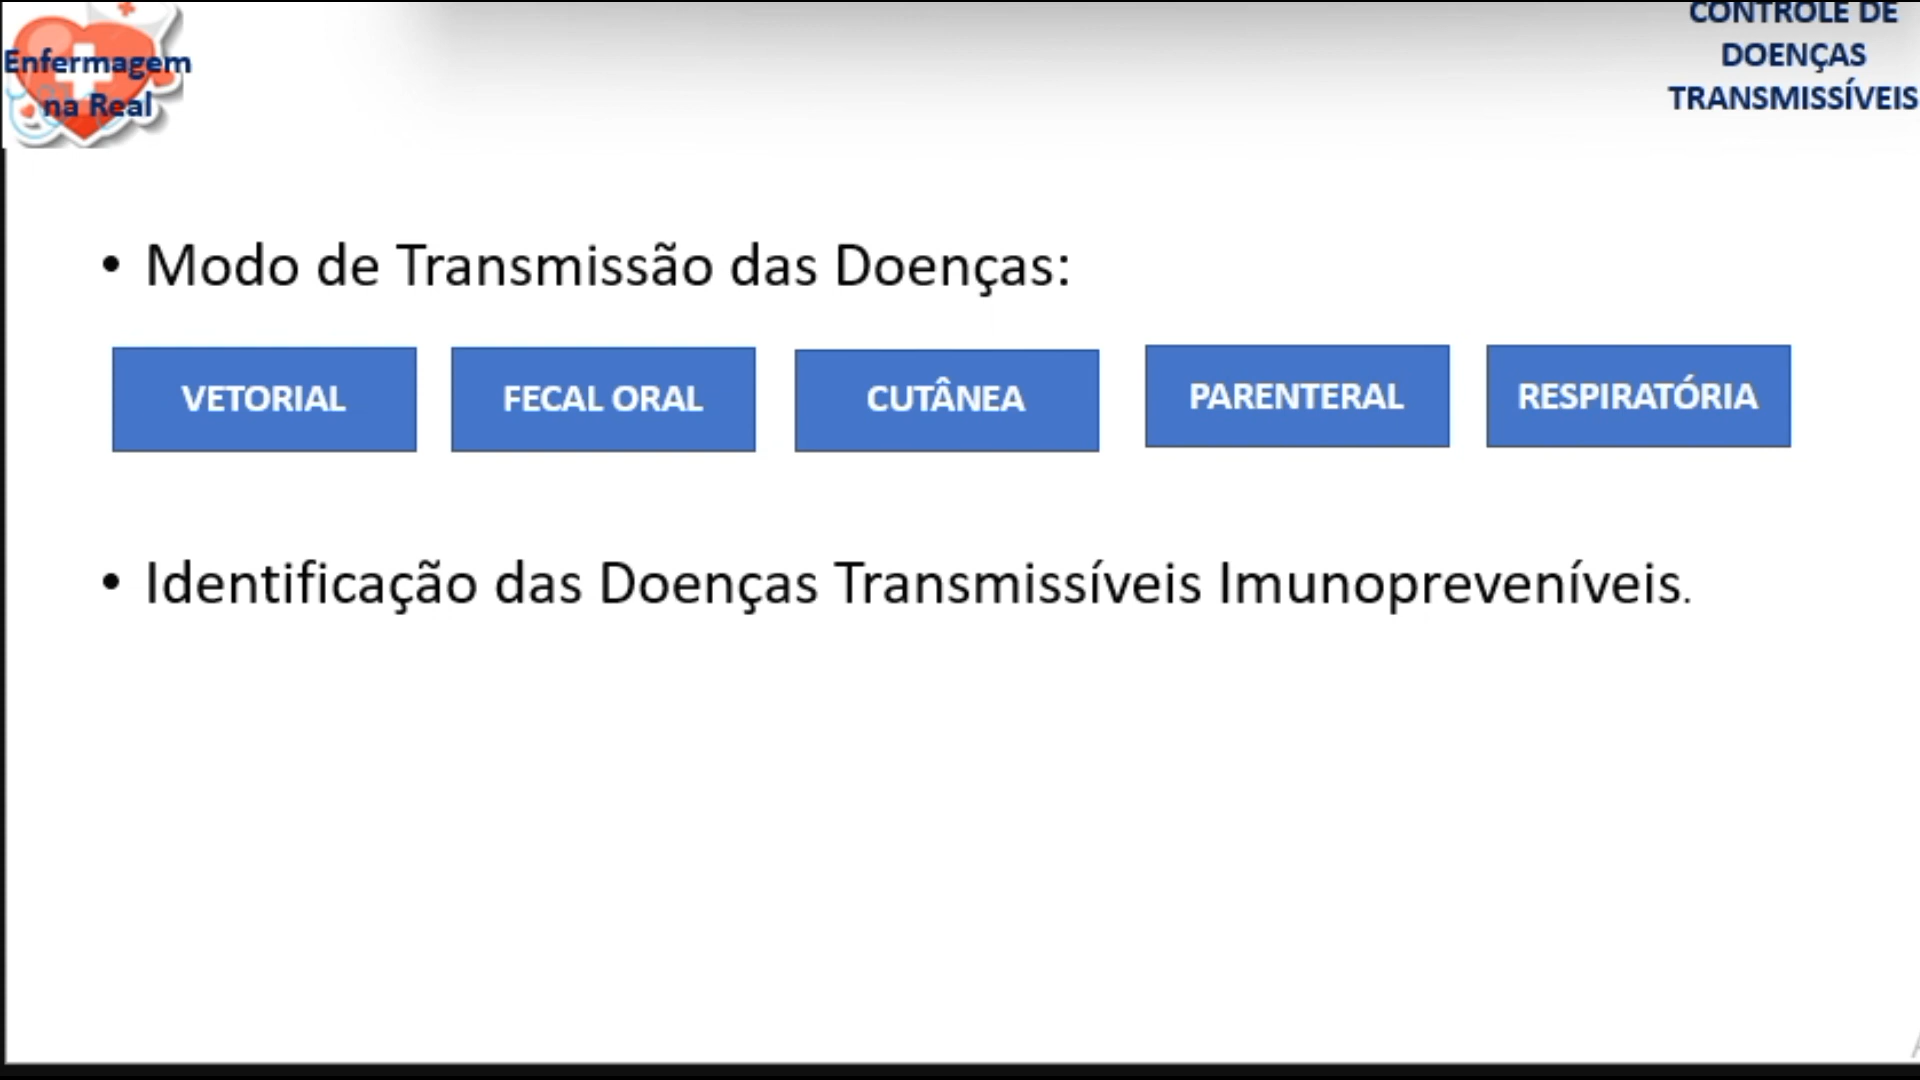 Enfermagem
na Real
CONTROLE DE
DOENÇAS
TRANSMISSÍVEIS
• Modo de Transmissão das Doenças:
VETORIAL
FECAL ORAL
CUTÂNEA
PARENTERAL
RESPIRATÓRIA
• Identificação das Doenças Transmissíveis Imunopreveníveis.